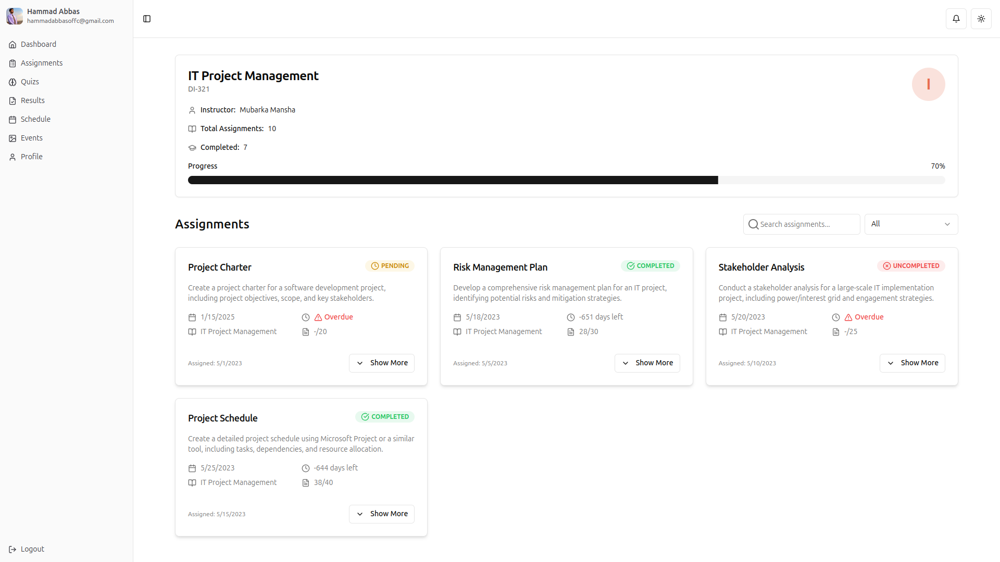 Hammad Abbas
hammadabbasoffc@gmail.com
Dashboard
Assignments
Quizs
Results
Schedule
Events
Profile
Logout
IT Project Management
DI-321
I
Instructor: Mubarka Mansha
Total Assignments: 10
Completed: 7
Progress
70%
Assignments
Search assignments...
All
Project Charter
PENDING
Create a project charter for a software development project,
including project objectives, scope, and key stakeholders.
1/15/2025
Overdue
IT Project Management
-/20
Assigned: 5/1/2023
Show More
Risk Management Plan
COMPLETED
Develop a comprehensive risk management plan for an IT project,
identifying potential risks and mitigation strategies.
5/18/2023
-651 days left
IT Project Management
28/30
Assigned: 5/5/2023
Show More
Stakeholder Analysis
UNCOMPLETED
Conduct a stakeholder analysis for a large-scale IT implementation
project, including power/interest grid and engagement strategies.
5/20/2023
Overdue
IT Project Management
-/25
Assigned: 5/10/2023
Show More
Project Schedule
COMPLETED
Create a detailed project schedule using Microsoft Project or a similar
tool, including tasks, dependencies, and resource allocation.
5/25/2023
-644 days left
IT Project Management
38/40
Assigned: 5/15/2023
Show More